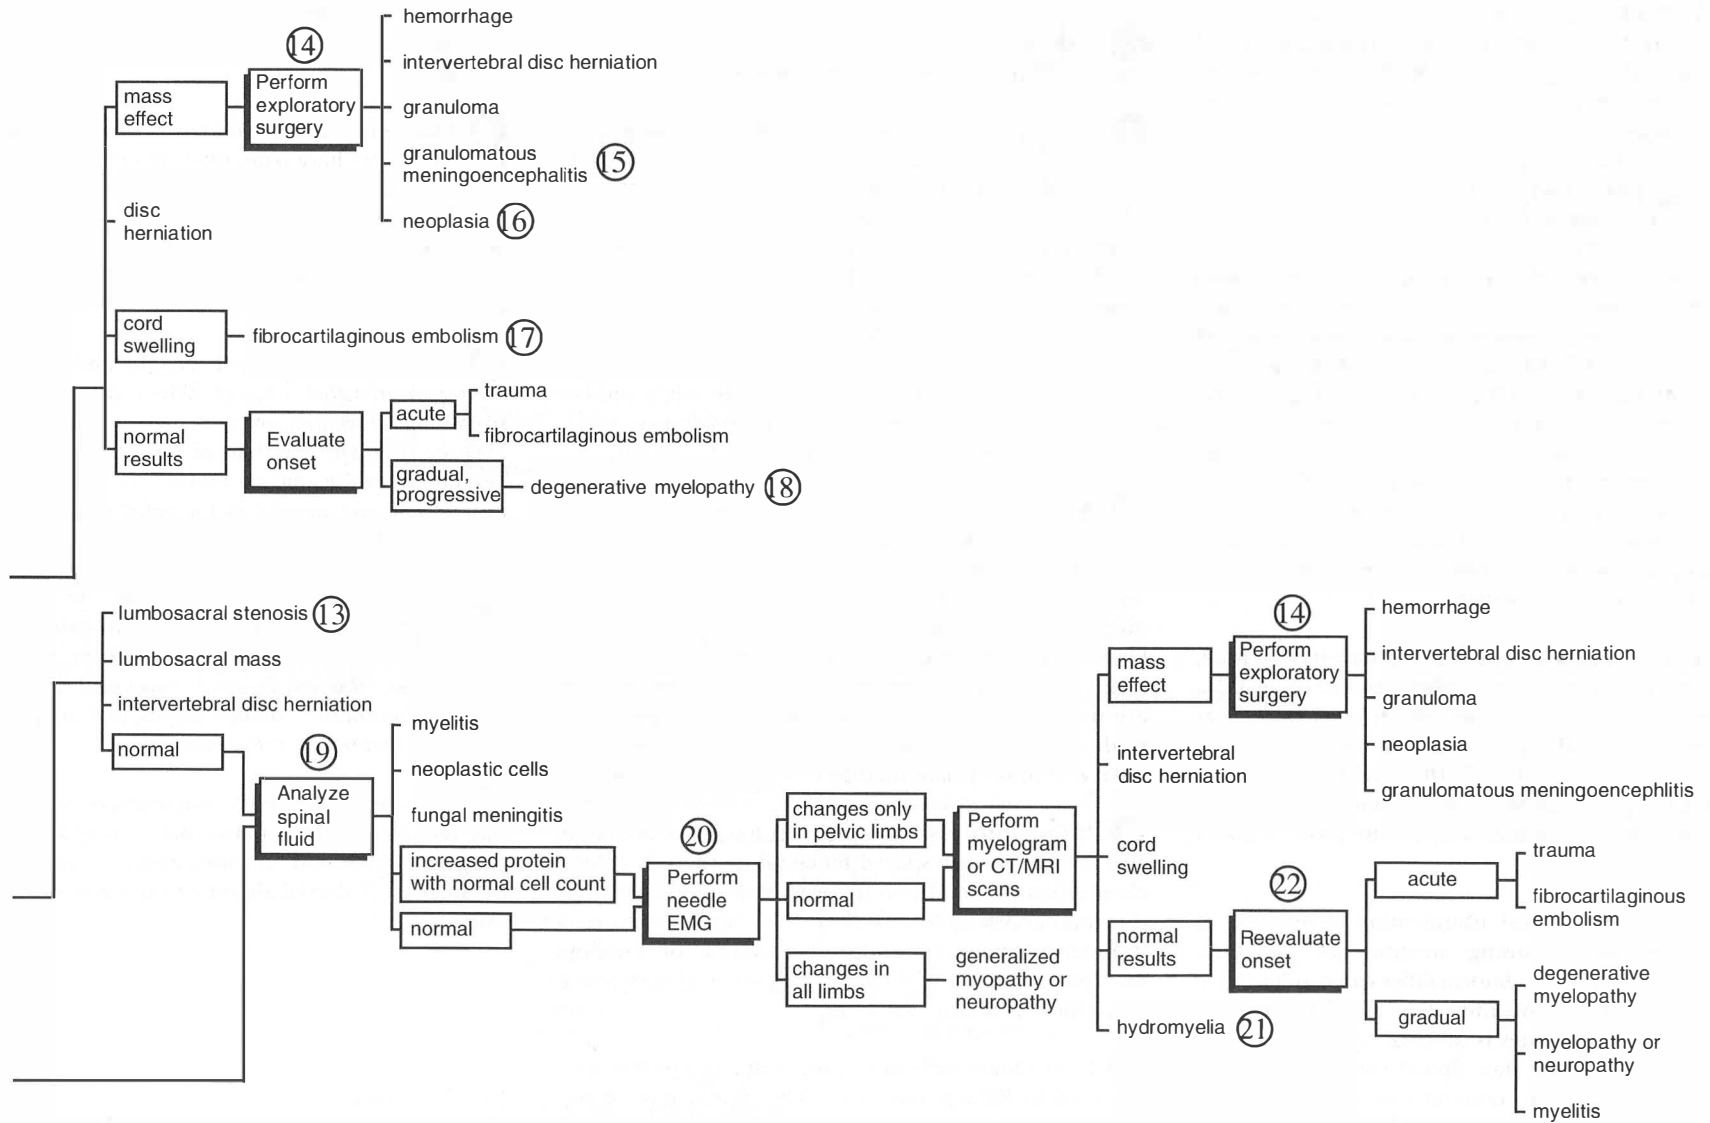 hemorrhage
14
intervertebral disc herniation
Perform
exploratory
surgery
mass
effect
granuloma
granulomatous
meningoencephalitis
15
neoplasia
16
disc
herniation
cord
swelling
fibrocartilaginous embolism
17
trauma
acute
fibrocartilaginous embolism
normal
results
Evaluate
onset
gradual,
progressive
degenerative myelopathy
18
lumbosacral stenosis
13
lumbosacral mass
intervertebral disc herniation
normal
19
Analyze
spinal
fluid
myelitis
neoplastic cells
fungal meningitis
increased protein
with normal cell count
normal
20
Perform
needle
EMG
changes only
in pelvic limbs
normal
changes in
all limbs
generalized
myopathy or
neuropathy
Perform
myelogram
or CT/MRI
scans
mass
effect
14
Perform
exploratory
surgery
hemorrhage
intervertebral disc herniation
granuloma
neoplasia
granulomatous meningoencephlitis
intervertebral
disc herniation
cord
swelling
normal
results
22
Reevaluate
onset
acute
trauma
fibrocartilaginous
embolism
gradual
degenerative
myelopathy
myelopathy or
neuropathy
myelitis
hydromyelia
21